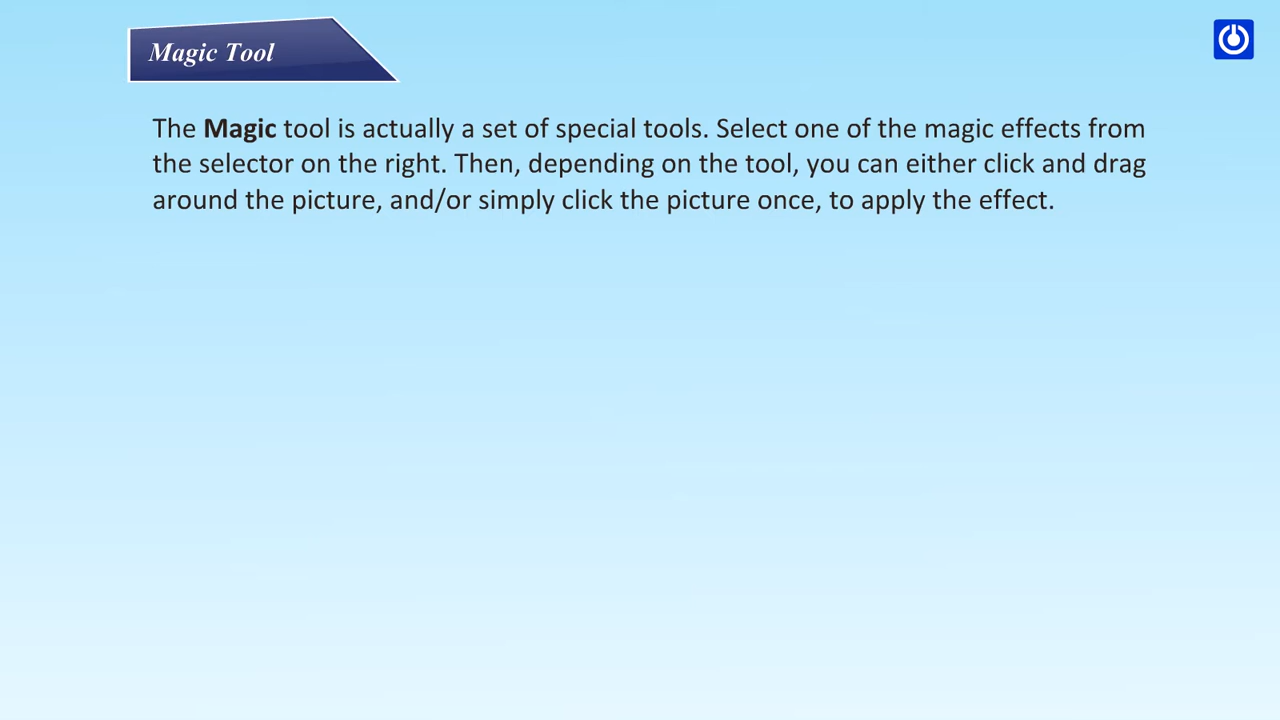 Magic Tool
The Magic tool is actually a set of special tools. Select one of the magic effects from
the selector on the right. Then, depending on the tool, you can either click and drag
around the picture, and/or simply click the picture once, to apply the effect.